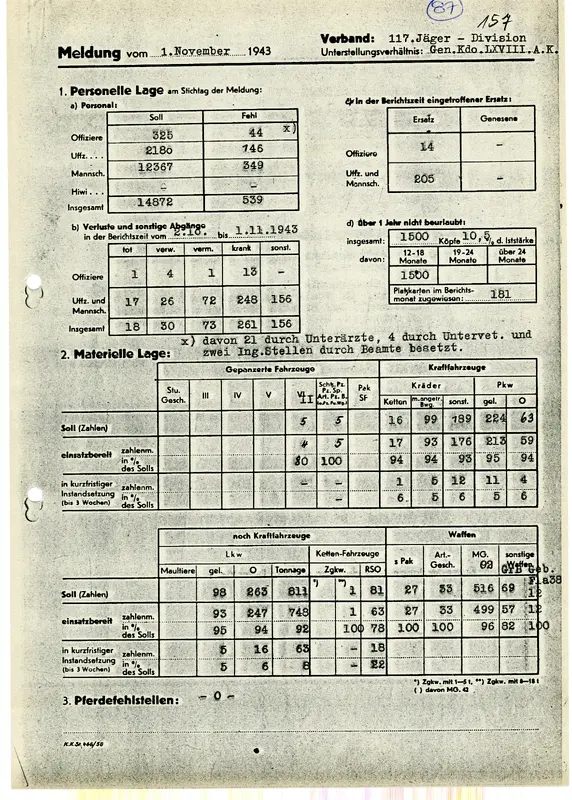 87
157
Verband: 117.Jäger - Division
Meldung vom 1.November 1943
Unterstellungsverhältnis: Gen.Kdo.LXVIII.A.K.
1. Personelle Lage am Stichtag der Meldung:
a) Personal:
Soll Fehl
Offiziere 325 44 x)
Uffz.... 2180 146
Mannsch. 12367 349
Hiwi... – –
Insgesamt 14872 539
c) in der Berichtszeit eingetroffener Ersatz:
Ersatz Genesene
Offiziere 14 -
Uffz. und Mannsch. 205 -
b) Verluste und sonstige Abgänge
in der Berichtszeit vom 2.10. bis 1.11.1943
tot verw. verm. krank sonst.
Offiziere 1 4 1 13 -
Uffz. und Mannsch. 17 26 72 248 156
Insgesamt 18 30 73 261 156
d) über 1 Jahr nicht beurlaubt:
insgesamt: 1500 Köpfe 10,5 % d. Iststärke
davon: 12-18 Monate 19-24 Monate über 24 Monate
1500
Platzkarten im Berichtsmonat zugewiesen: 181
x) davon 21 durch Unterärzte, 4 durch Untervet. und
zwei Ing.Stellen durch Beamte besetzt.
2. Materielle Lage:
Gepanzerte Fahrzeuge Kraftfahrzeuge
Stu. Gesch. III IV V Schtz. Pz. Pz. Sp. Art. Pz. B. Pak SF Kräder Pkw
Ketten m.angetr. Bwg. sonst. gel. O
Soll (Zahlen) 5 5 16 99 189 224 63
einsatzbereit zahlenm. 4 5 17 93 176 213 59
in % des Solls 80 100 94 94 93 95 94
in kurzfristiger Instandsetzung (bis 3 Wochen) zahlenm. - - 1 5 12 11 4
in % des Solls - 6 5 6 5 6
noch Kraftfahrzeuge Waffen
Lkw Ketten-Fahrzeuge
Maultiere gel. O Tonnage Zgkw. RSO s Pak Art.-Gesch. MG. sonstige Waffen
*) **)
Geb. Fla38
Soll (Zahlen) 98 263 811 1 81 27 33 516 69 12
einsatzbereit zahlenm. 93 247 748 1 63 27 33 499 57 12
in % des Solls 95 94 92 100 78 100 100 96 82 100
in kurzfristiger Instandsetzung (bis 3 Wochen) zahlenm. 5 16 63 - 18
in % des Solls 5 6 8 - 22
*) Zgkw. mit 1-5 t, **) Zgkw. mit 8-18 t
( ) davon MG. 42
3. Pferdefehlstellen: - 0 -